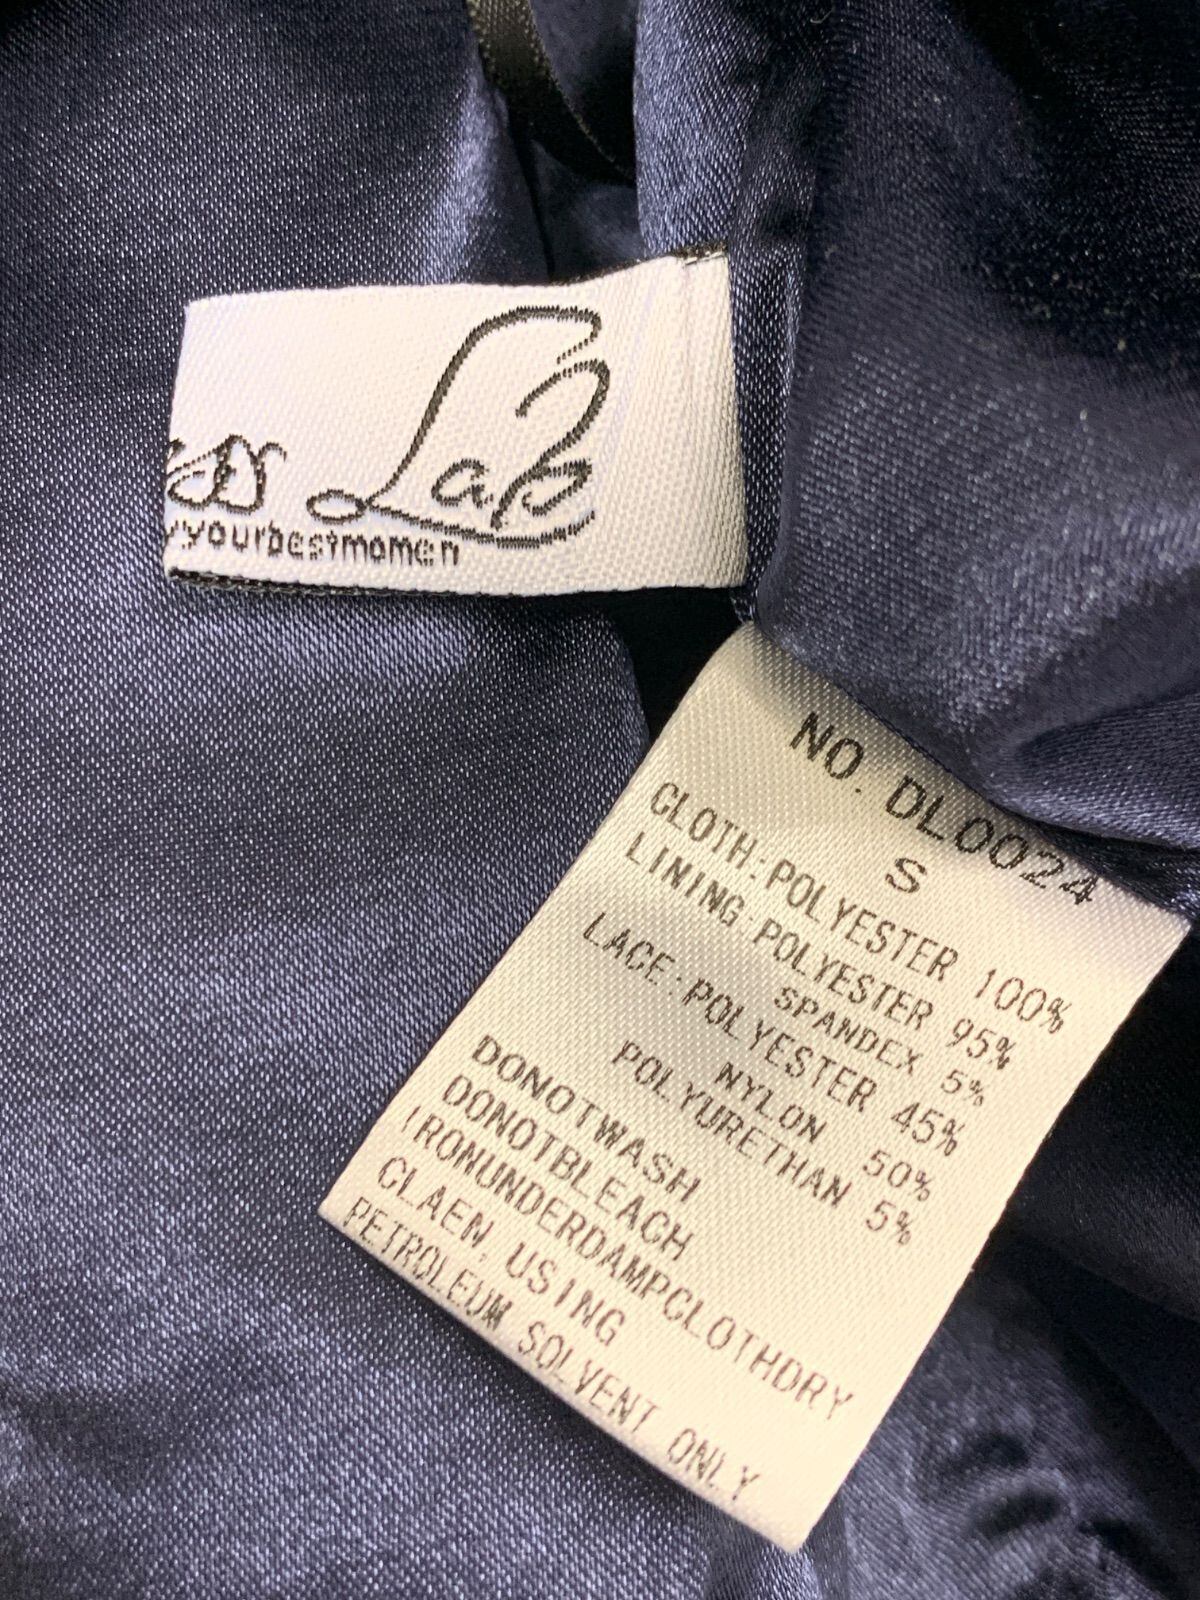 Lab
yourbestmomen
NO. DL0024
S
CLOTH:POLYESTER 100%
LINING:POLYESTER 95%
SPANDEX 5%
LACE:POLYESTER 45%
NYLON 50%
POLYURETHAN 5%
DONOTWASH
DONOTBLEACH
IRONUNDERDAMPCLOTHDRY
CLAEN, USING
PETROLEUM SOLVENT ONLY